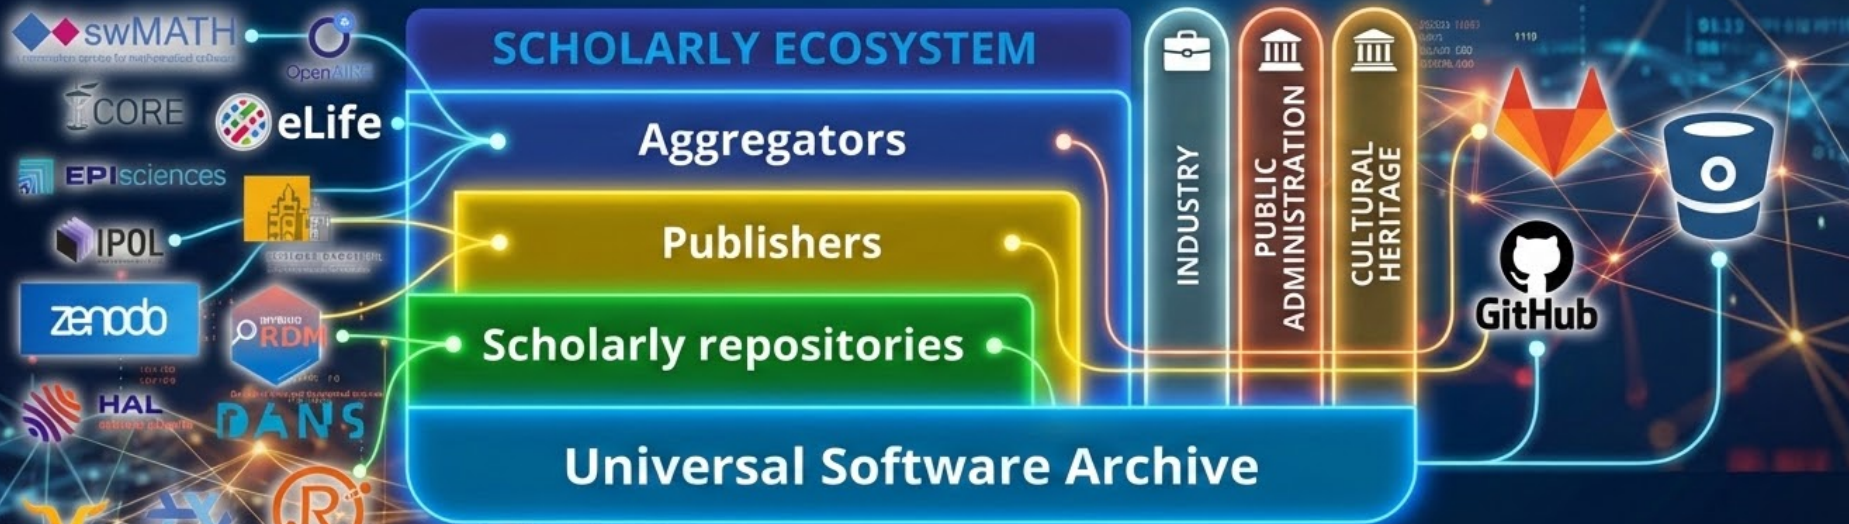 swMATH
OpenAIRE
CORE
eLife
EPIsciences
IPOL
zenodo
RDM
HAL
DANS
R
SCHOLARLY ECOSYSTEM
Aggregators
Publishers
Scholarly repositories
Universal Software Archive
INDUSTRY
PUBLIC
ADMINISTRATION
CULTURAL
HERITAGE
GitHub